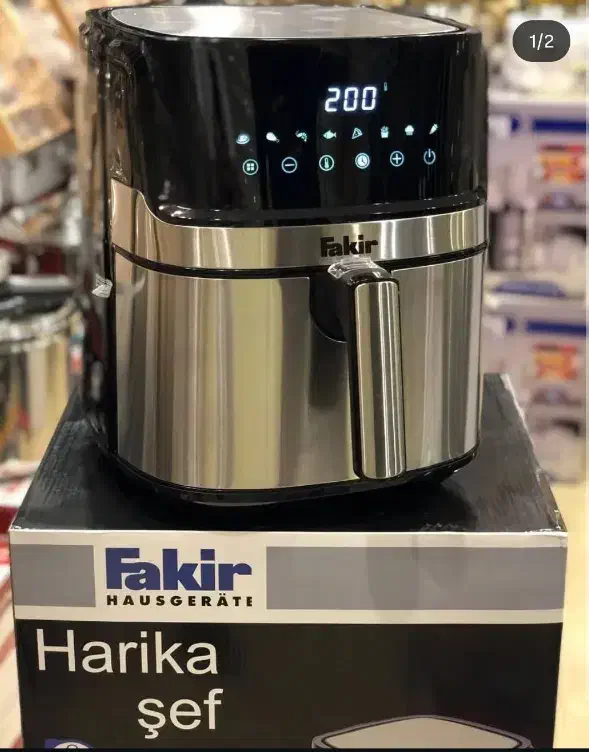 1/2
200
Fakir
Fakir
HAUSGERÄTE
Harika
şef